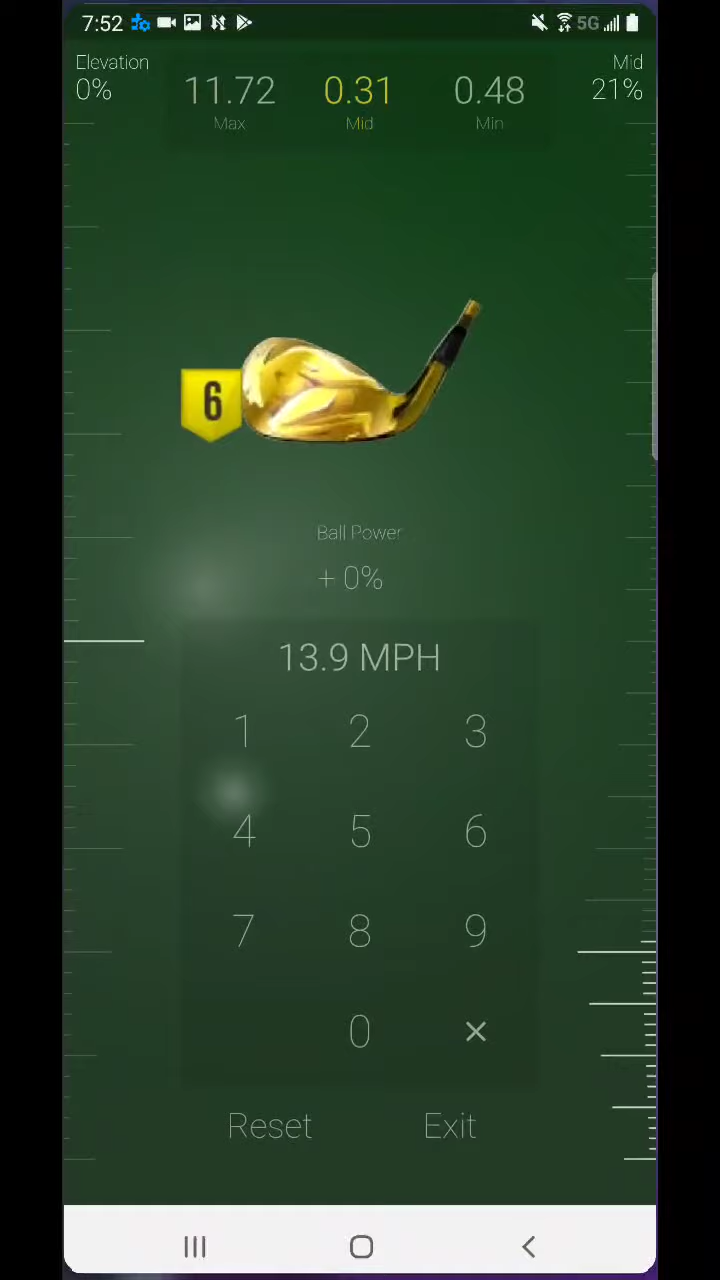 7:52 5G
Elevation
0%
11.72 0.31 0.48
Max Mid Min
Mid
21%
6
Ball Power
+ 0%
13.9 MPH
1 2 3
4 5 6
7 8 9
0 ×
Reset Exit